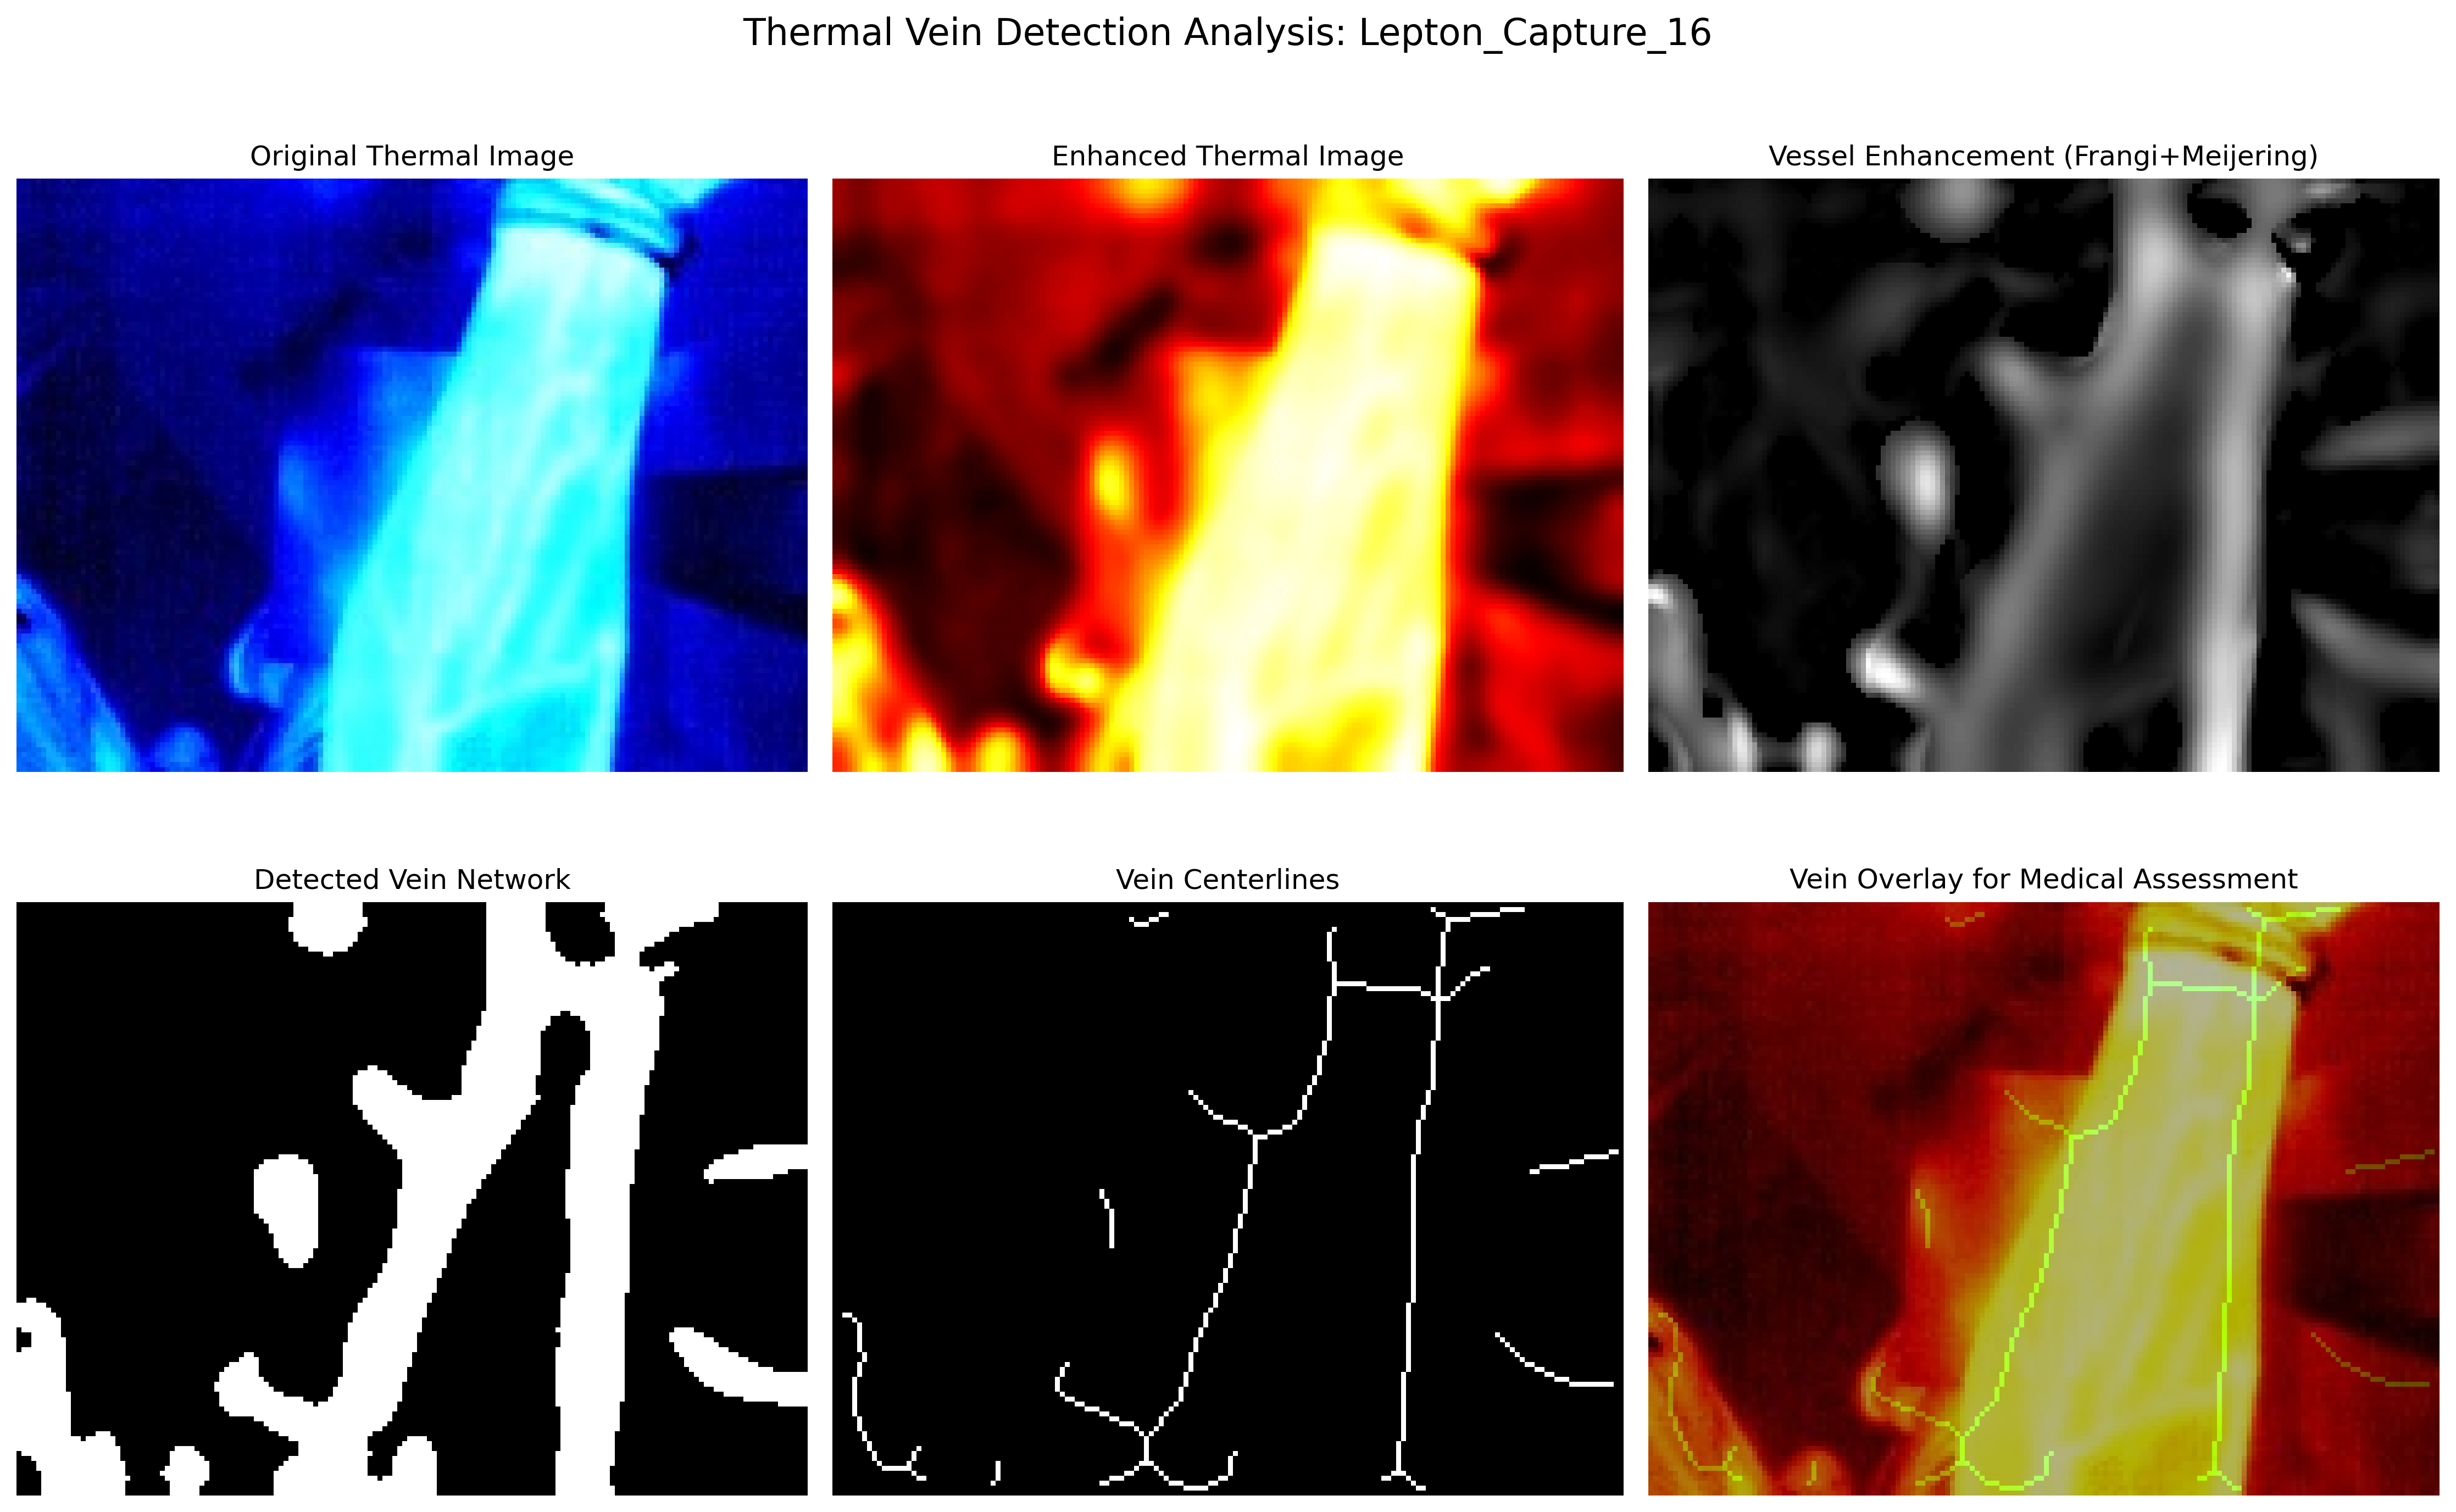 Thermal Vein Detection Analysis: Lepton_Capture_16
Original Thermal Image
Enhanced Thermal Image
Vessel Enhancement (Frangi+Meijering)
Detected Vein Network
Vein Centerlines
Vein Overlay for Medical Assessment